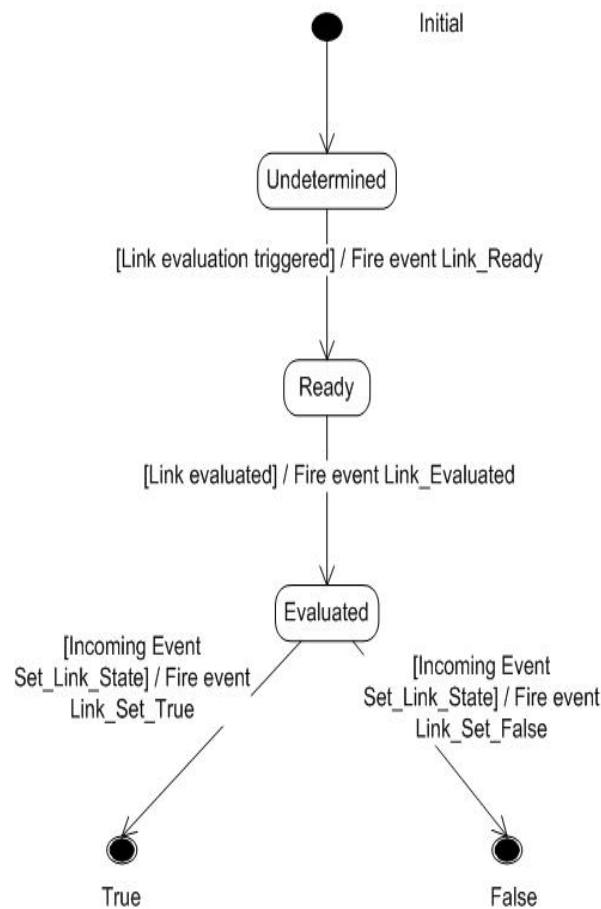 Initial
Undetermined
[Link evaluation triggered] / Fire event Link_Ready
Ready
[Link evaluated] / Fire event Link_Evaluated
Evaluated
[Incoming Event
Set_Link_State] / Fire event
Link_Set_True
[Incoming Event
Set_Link_State] / Fire event
Link_Set_False
True
False